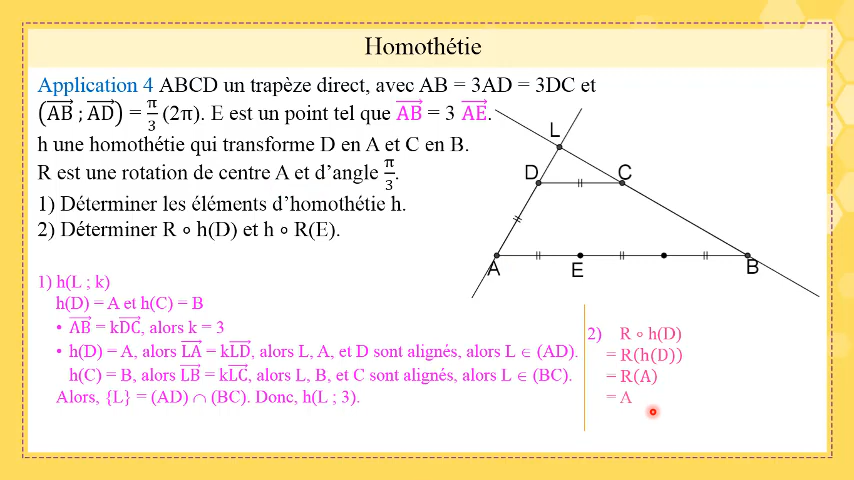 Homothétie
Application 4 ABCD un trapèze direct, avec AB = 3AD = 3DC et
(AB⃗ ; AD⃗) = π/3 (2π). E est un point tel que AB⃗ = 3 AE⃗.
h une homothétie qui transforme D en A et C en B.
R est une rotation de centre A et d’angle π/3.
1) Déterminer les éléments d’homothétie h.
2) Déterminer R ∘ h(D) et h ∘ R(E).
L
D
C
A
E
B
1) h(L ; k)
h(D) = A et h(C) = B
• AB⃗ = kDC⃗, alors k = 3
• h(D) = A, alors LA⃗ = kLD⃗, alors L, A, et D sont alignés, alors L ∈ (AD).
h(C) = B, alors LB⃗ = kLC⃗, alors L, B, et C sont alignés, alors L ∈ (BC).
Alors, {L} = (AD) ∩ (BC). Donc, h(L ; 3).
2) R ∘ h(D)
= R(h(D))
= R(A)
= A